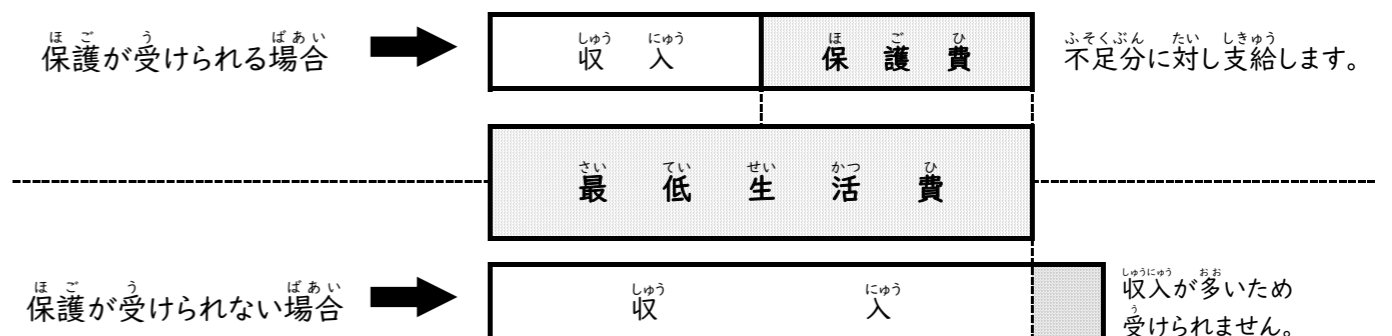 保護が受けられる場合
収入
保護費
不足分に対し支給します。
最低生活費
保護が受けられない場合
収入
収入が多いため
受けられません。